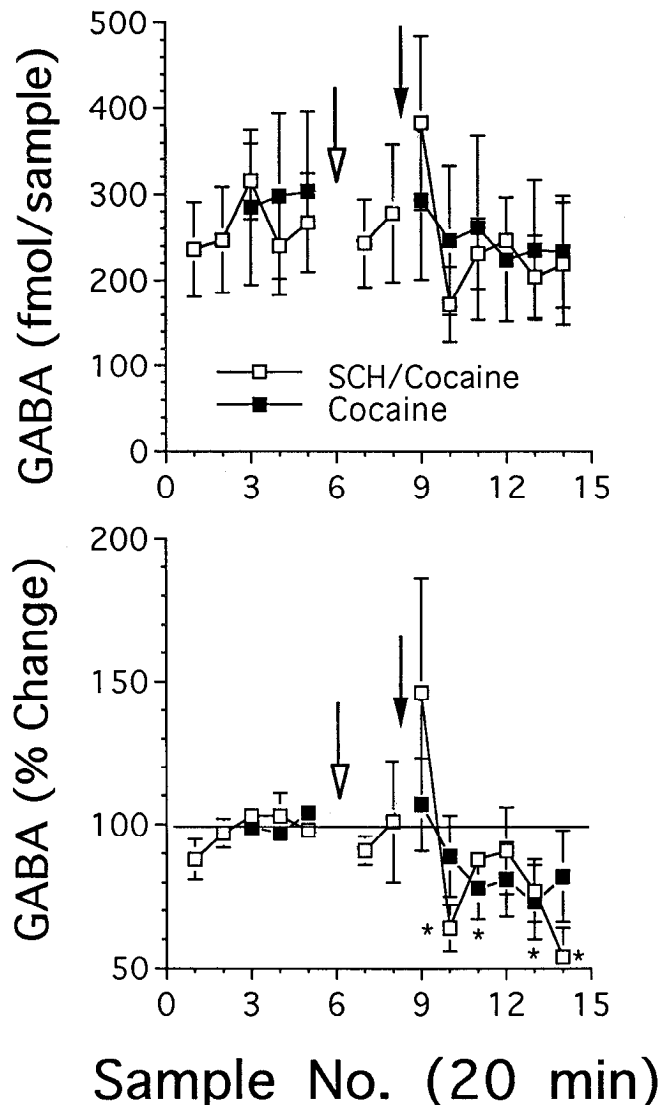 500
400
300
200
100
0
GABA (fmol/sample)
SCH/Cocaine
Cocaine
0 3 6 9 12 15
200
150
100
50
GABA (% Change)
* * * *
0 3 6 9 12 15
Sample No. (20 min)